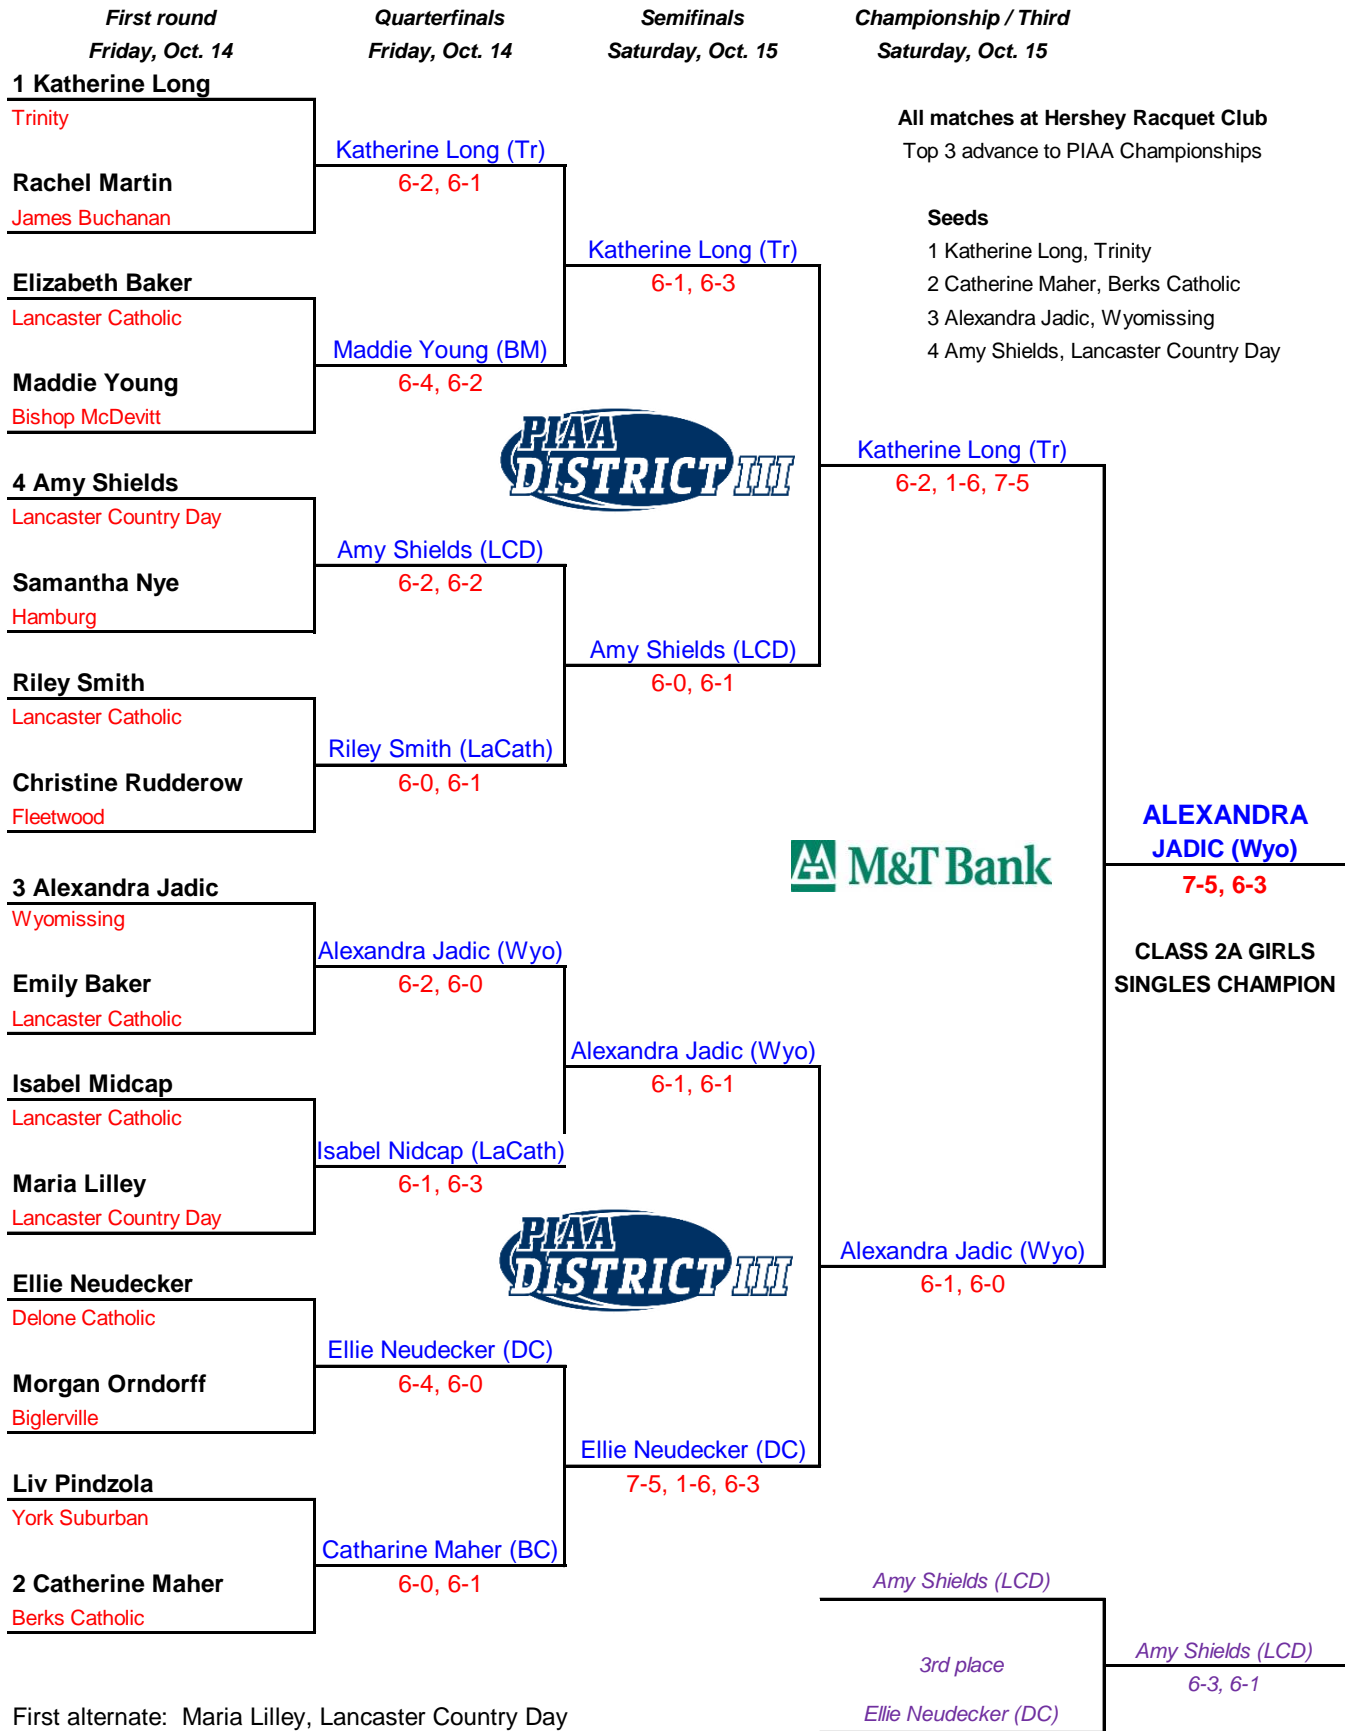 First round Quarterfinals Semifinals Championship / Third
Friday, Oct. 14 Friday, Oct. 14 Saturday, Oct. 15 Saturday, Oct. 15
1 Katherine Long
Trinity
All matches at Hershey Racquet Club
Katherine Long (Tr)
Top 3 advance to PIAA Championships
Rachel Martin
6-2, 6-1
James Buchanan
Seeds
Katherine Long (Tr)
1 Katherine Long, Trinity
Elizabeth Baker
6-1, 6-3
2 Catherine Maher, Berks Catholic
Lancaster Catholic
3 Alexandra Jadic, Wyomissing
Maddie Young (BM)
4 Amy Shields, Lancaster Country Day
Maddie Young
6-4, 6-2
Bishop McDevitt
PIAA
DISTRICT III
Katherine Long (Tr)
4 Amy Shields
6-2, 1-6, 7-5
Lancaster Country Day
Amy Shields (LCD)
Samantha Nye
6-2, 6-2
Hamburg
Amy Shields (LCD)
Riley Smith
6-0, 6-1
Lancaster Catholic
Riley Smith (LaCath)
Christine Rudderow
6-0, 6-1
Fleetwood
ALEXANDRA
JADIC (Wyo)
M&T Bank
7-5, 6-3
3 Alexandra Jadic
Wyomissing
Alexandra Jadic (Wyo)
CLASS 2A GIRLS
Emily Baker
6-2, 6-0
SINGLES CHAMPION
Lancaster Catholic
Alexandra Jadic (Wyo)
Isabel Midcap
6-1, 6-1
Lancaster Catholic
Isabel Nidcap (LaCath)
Maria Lilley
6-1, 6-3
Lancaster Country Day
PIAA
DISTRICT III
Alexandra Jadic (Wyo)
Ellie Neudecker
6-1, 6-0
Delone Catholic
Ellie Neudecker (DC)
Morgan Orndorff
6-4, 6-0
Biglerville
Ellie Neudecker (DC)
Liv Pindzola
7-5, 1-6, 6-3
York Suburban
Catharine Maher (BC)
2 Catherine Maher
6-0, 6-1
Amy Shields (LCD)
Berks Catholic
Amy Shields (LCD)
3rd place
6-3, 6-1
First alternate: Maria Lilley, Lancaster Country Day
Ellie Neudecker (DC)